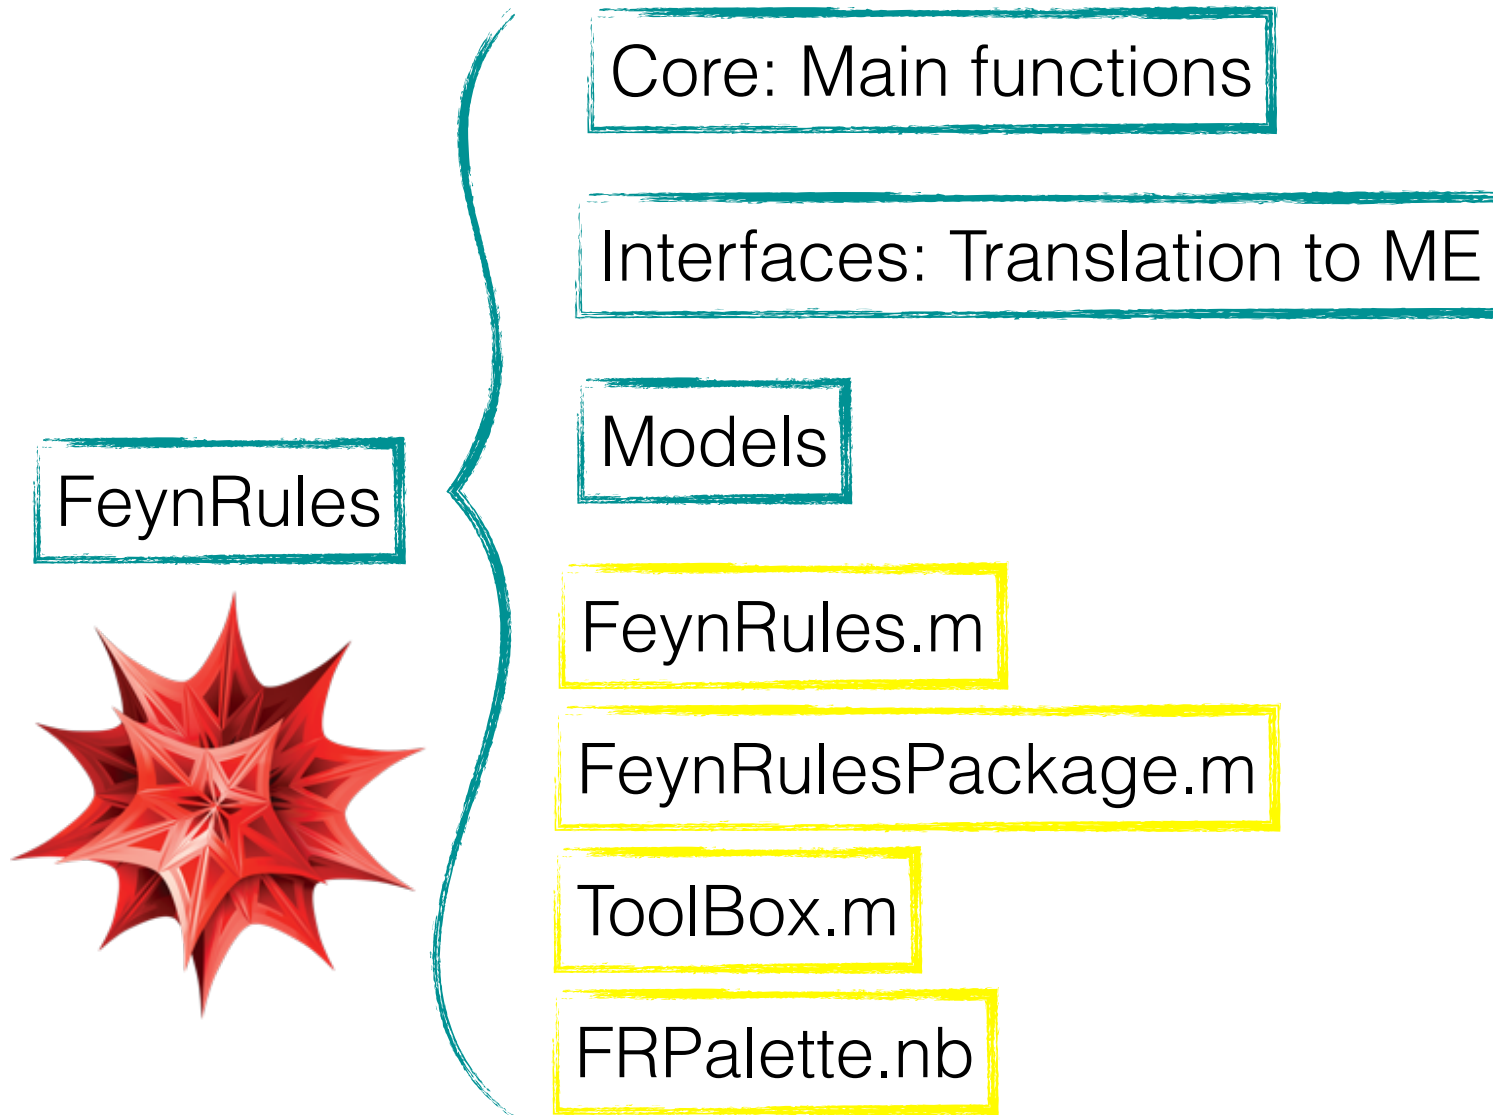 Core: Main functions
Interfaces: Translation to ME
Models
FeynRules
FeynRules.m
FeynRulesPackage.m
ToolBox.m
FRPalette.nb